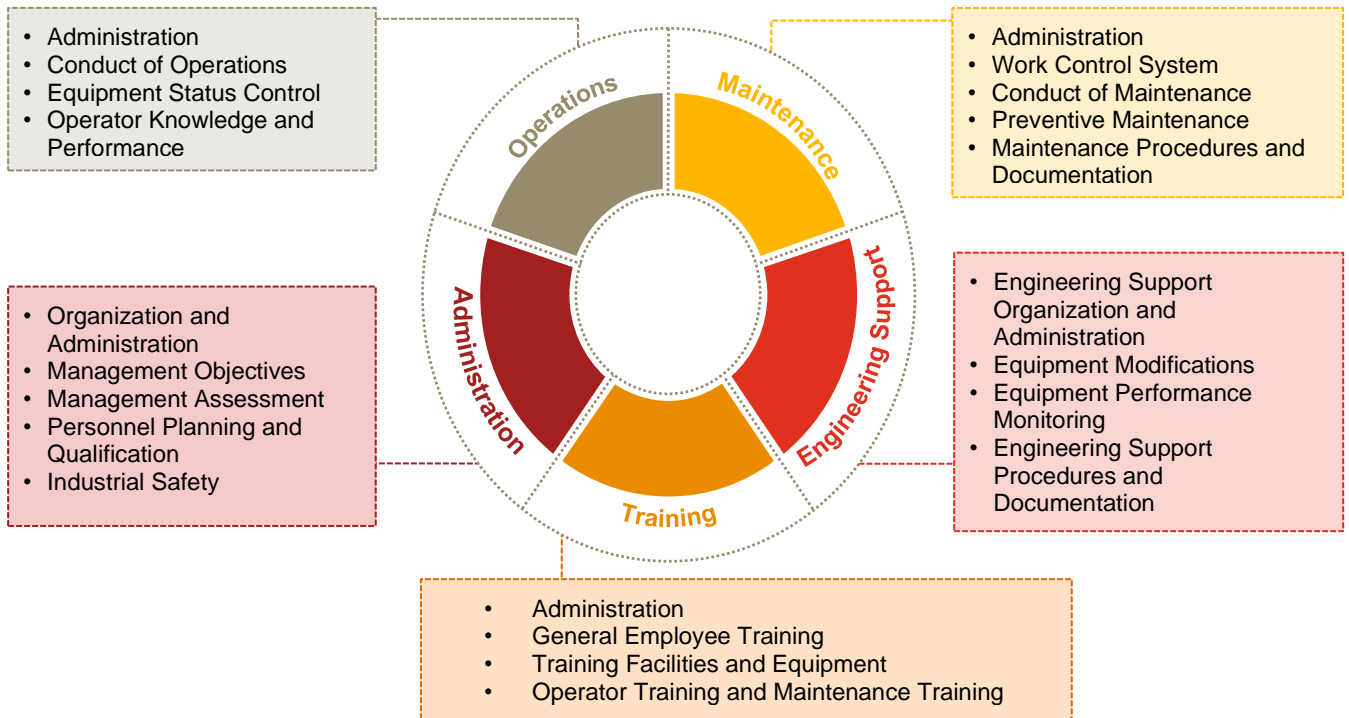 • Administration
• Conduct of Operations
• Equipment Status Control
• Operator Knowledge and
Performance
Operations
Maintenance
• Administration
• Work Control System
• Conduct of Maintenance
• Preventive Maintenance
• Maintenance Procedures and
Documentation
• Organization and
Administration
• Management Objectives
• Management Assessment
• Personnel Planning and
Qualification
• Industrial Safety
Administration
Engineering Support
• Engineering Support
Organization and
Administration
• Equipment Modifications
• Equipment Performance
Monitoring
• Engineering Support
Procedures and
Documentation
Training
• Administration
• General Employee Training
• Training Facilities and Equipment
• Operator Training and Maintenance Training